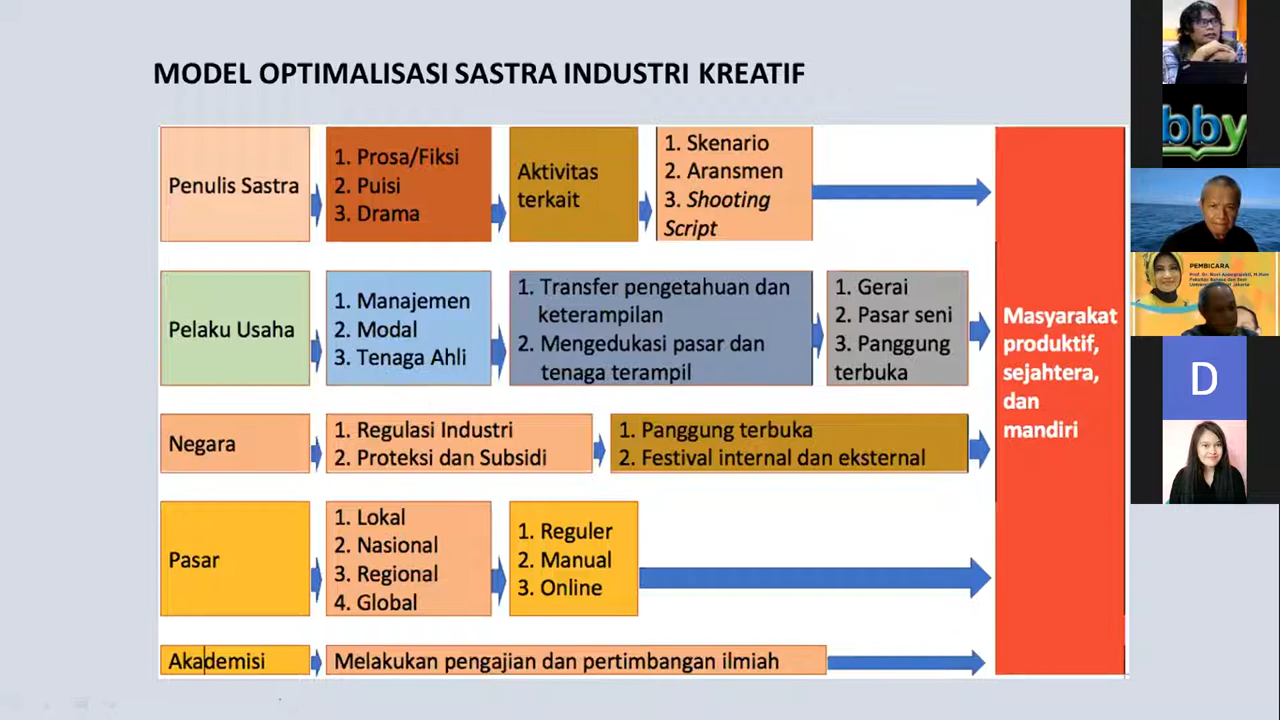 MODEL OPTIMALISASI SASTRA INDUSTRI KREATIF
Penulis Sastra
1. Prosa/Fiksi
2. Puisi
3. Drama
Aktivitas
terkait
1. Skenario
2. Aransmen
3. Shooting
Script
Pelaku Usaha
1. Manajemen
2. Modal
3. Tenaga Ahli
1. Transfer pengetahuan dan
keterampilan
2. Mengedukasi pasar dan
tenaga terampil
1. Gerai
2. Pasar seni
3. Panggung
terbuka
Negara
1. Regulasi Industri
2. Proteksi dan Subsidi
1. Panggung terbuka
2. Festival internal dan eksternal
Pasar
1. Lokal
2. Nasional
3. Regional
4. Global
1. Reguler
2. Manual
3. Online
Akademisi
Melakukan pengajian dan pertimbangan ilmiah
Masyarakat
produktif,
sejahtera,
dan
mandiri
bby
PEMBICARA
D